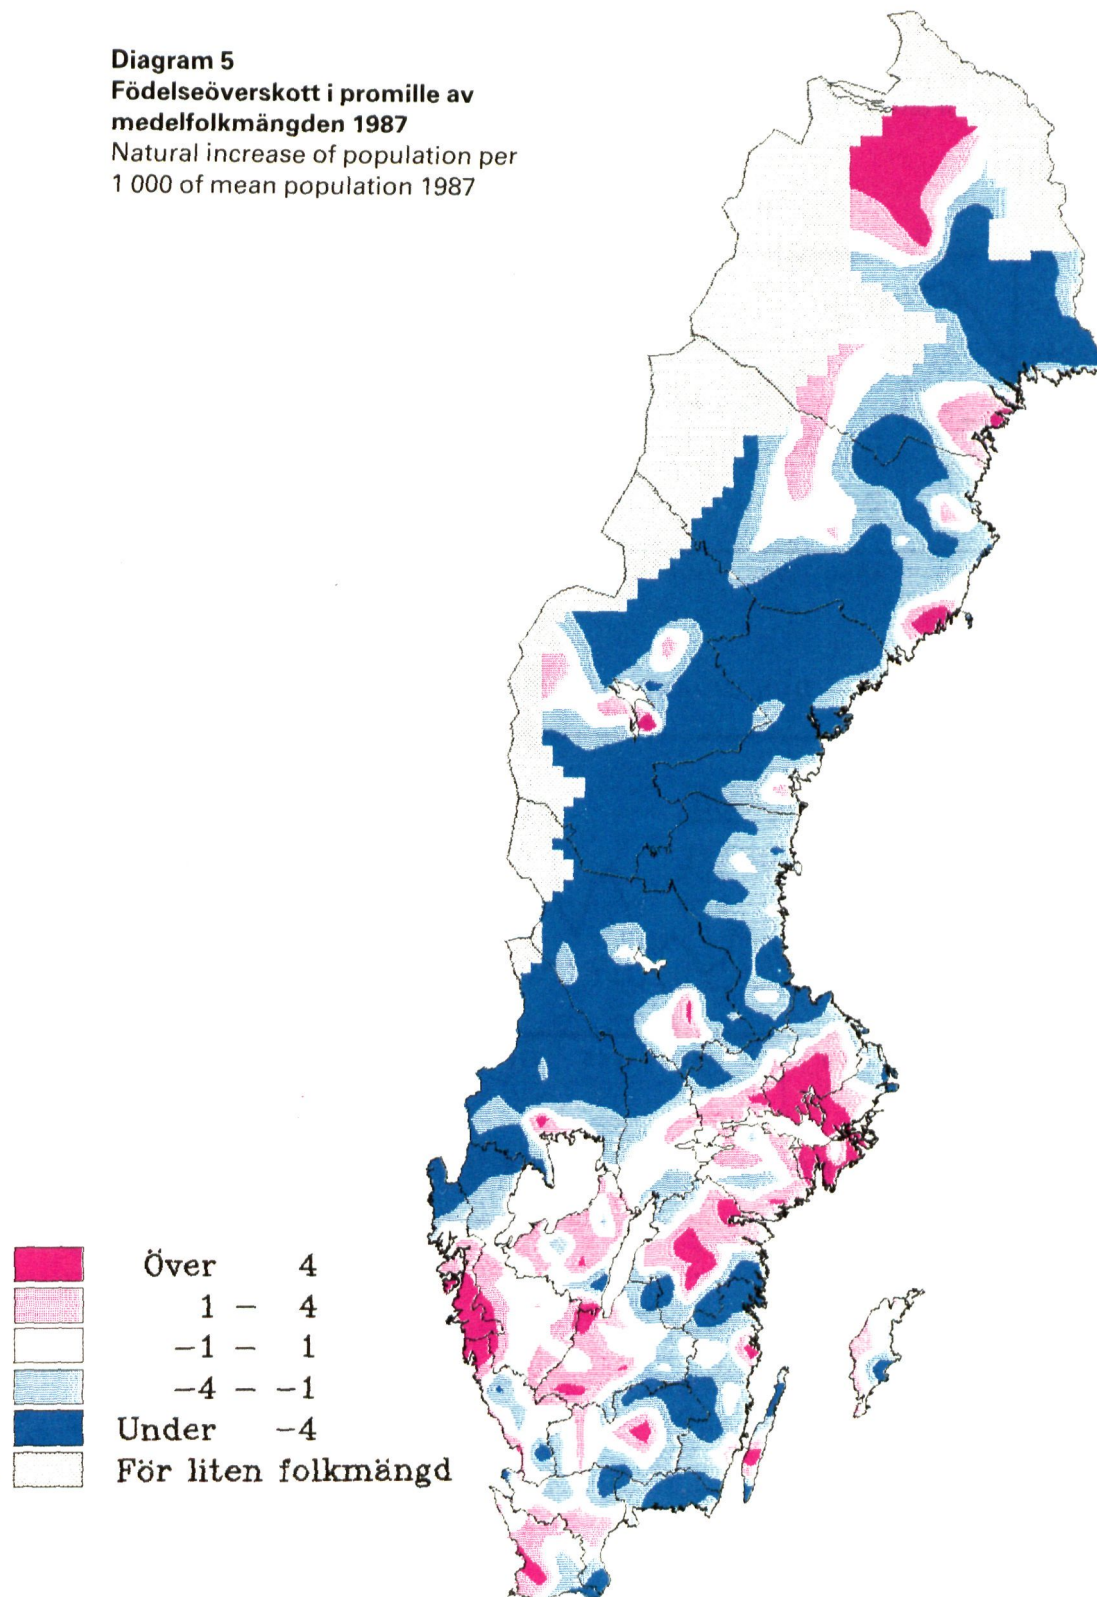 Diagram 5
Födelseöverskott i promille av
medelfolkmängden 1987
Natural increase of population per
1 000 of mean population 1987
Över 4
1 – 4
–1 – 1
–4 – –1
Under –4
För liten folkmängd